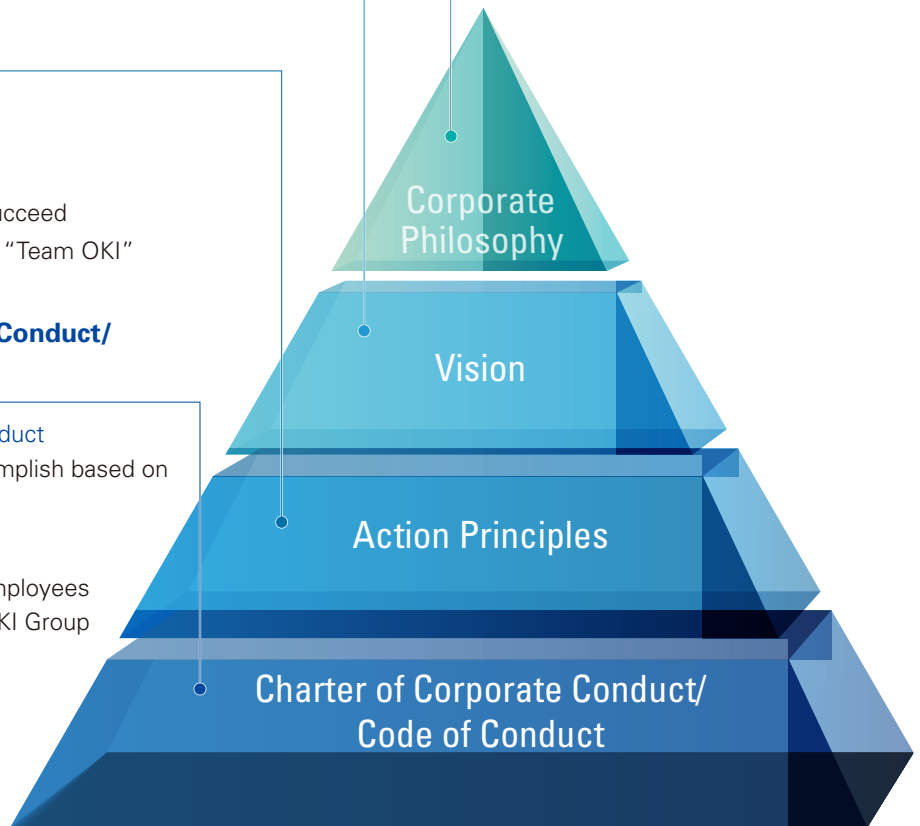 Corporate
Philosophy
ucceed
“Team OKI”
Conduct/
Vision
duct
mplish based on
Action Principles
mployees
KI Group
Charter of Corporate Conduct/
Code of Conduct